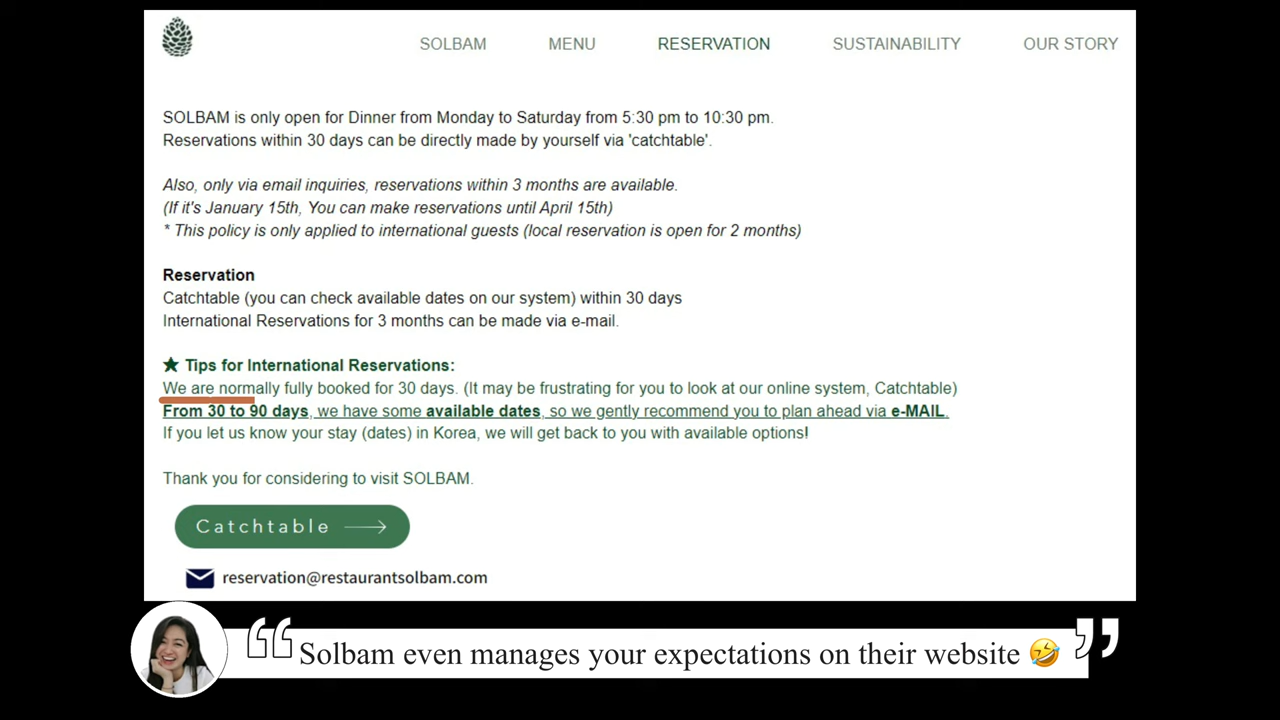 SOLBAM MENU RESERVATION SUSTAINABILITY OUR STORY
SOLBAM is only open for Dinner from Monday to Saturday from 5:30 pm to 10:30 pm.
Reservations within 30 days can be directly made by yourself via 'catchtable'.
Also, only via email inquiries, reservations within 3 months are available.
(If it's January 15th, You can make reservations until April 15th)
* This policy is only applied to international guests (local reservation is open for 2 months)
Reservation
Catchtable (you can check available dates on our system) within 30 days
International Reservations for 3 months can be made via e-mail.
★ Tips for International Reservations:
We are normally fully booked for 30 days. (It may be frustrating for you to look at our online system, Catchtable)
From 30 to 90 days, we have some available dates, so we gently recommend you to plan ahead via e-MAIL.
If you let us know your stay (dates) in Korea, we will get back to you with available options!
Thank you for considering to visit SOLBAM.
Catchtable
reservation@restaurantsolbam.com
“Solbam even manages your expectations on their website 🤣”